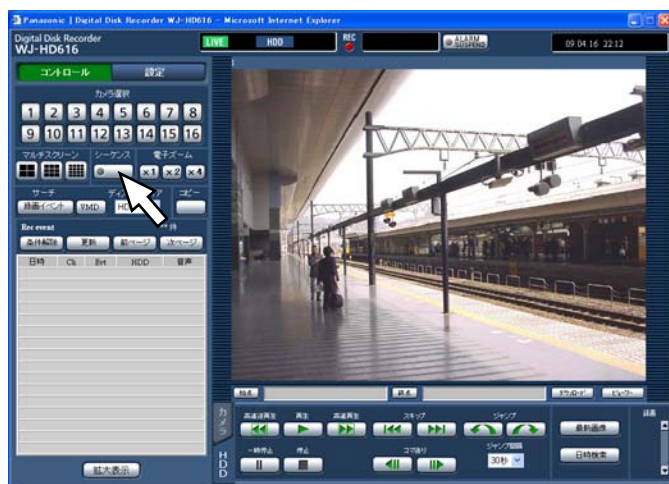 Panasonic | Digital Disk Recorder WJ-HD616 - Microsoft Internet Explorer
Digital Disk Recorder
WJ-HD616
LIVE HDD REC ALARM SUSPEND 09.04.16 22:12
コントロール 設定
カメラ選択
1 2 3 4 5 6 7 8
9 10 11 12 13 14 15 16
マルチスクリーン シーケンス 電子ズーム
x1 x2 x4
サーチ コピー
録画イベント VMD
Rec event 件
条件解除 更新 前ページ 次ページ
日時 Ch Evt HDD 音声
拡大表示
始点 終点 ダウンロード ビューワー
カメラ
HDD
高速逆再生 再生 高速再生 スキップ ジャンプ 録画
最新画像
一時停止 停止 コマ送り ジャンプ間隔
30秒
日時検索